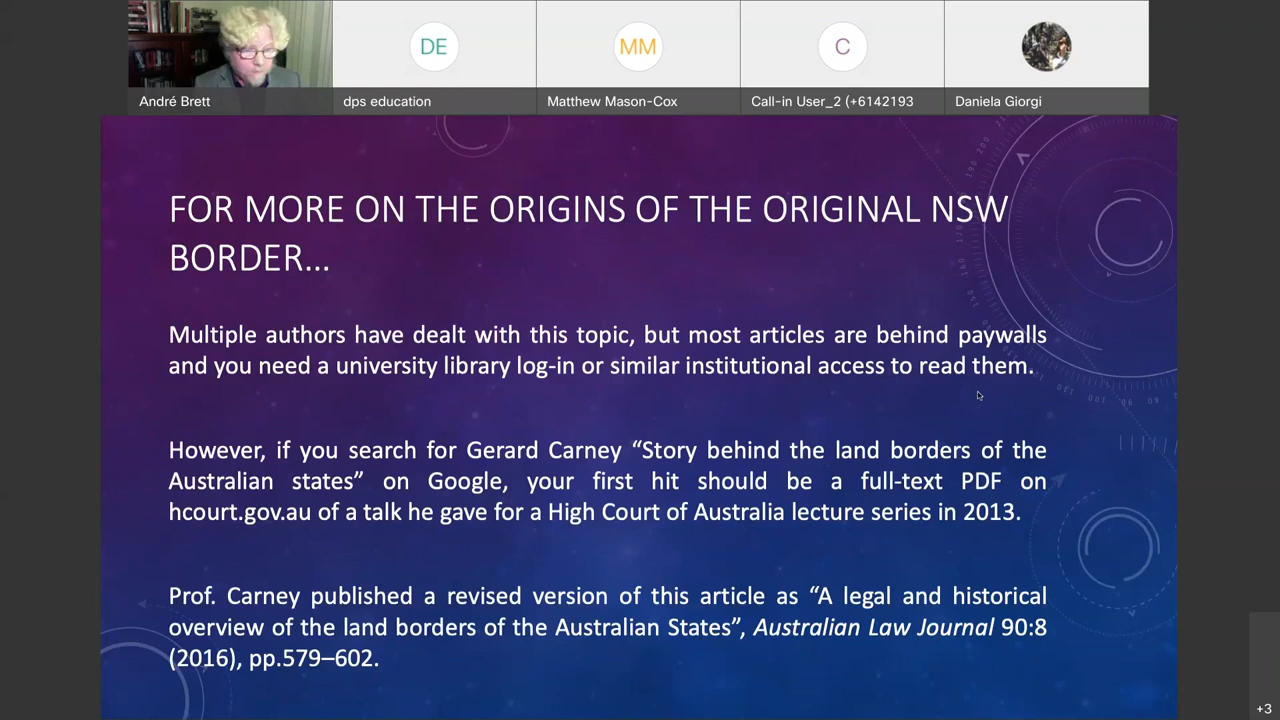 DE
MM
C
André Brett
dps education
Matthew Mason-Cox
Call-in User_2 (+6142193
Daniela Giorgi
FOR MORE ON THE ORIGINS OF THE ORIGINAL NSW
BORDER...
Multiple authors have dealt with this topic, but most articles are behind paywalls
and you need a university library log-in or similar institutional access to read them.
However, if you search for Gerard Carney “Story behind the land borders of the
Australian states” on Google, your first hit should be a full-text PDF on
hcourt.gov.au of a talk he gave for a High Court of Australia lecture series in 2013.
Prof. Carney published a revised version of this article as “A legal and historical
overview of the land borders of the Australian States”, Australian Law Journal 90:8
(2016), pp.579–602.
+3